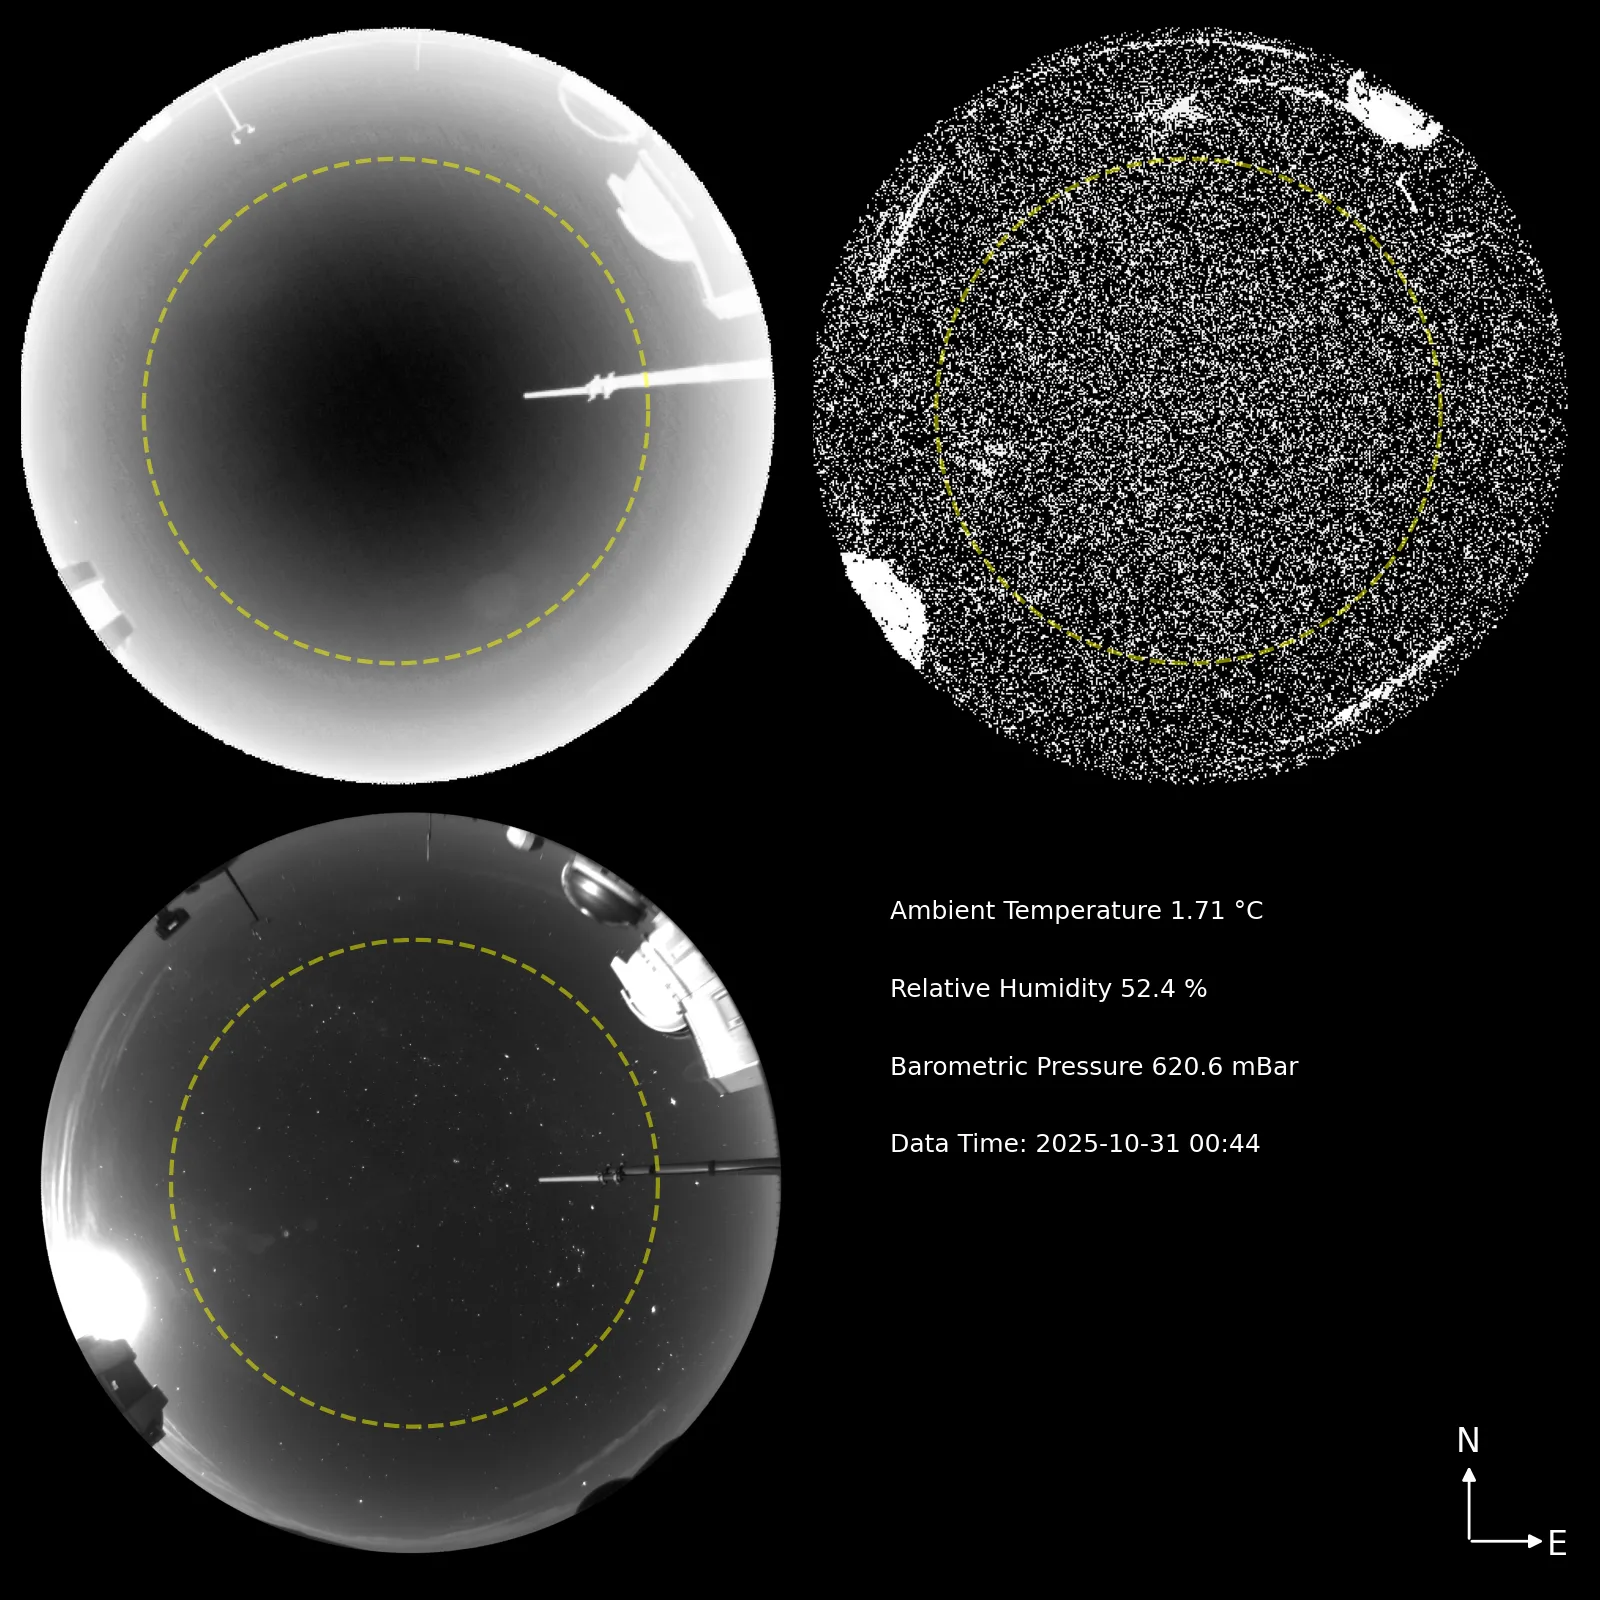 Ambient Temperature 1.71 °C
Relative Humidity 52.4 %
Barometric Pressure 620.6 mBar
Data Time: 2025-10-31 00:44
N
E